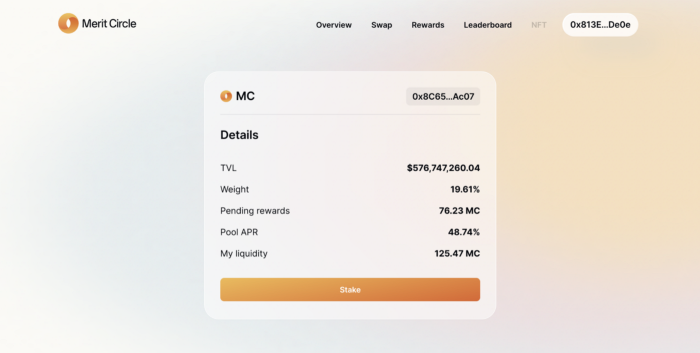 Merit Circle Overview Swap Rewards Leaderboard NFT 0x813E...De0e
MC 0x8C65...Ac07
Details
TVL $576,747,260.04
Weight 19.61%
Pending rewards 76.23 MC
Pool APR 48.74%
My liquidity 125.47 MC
Stake